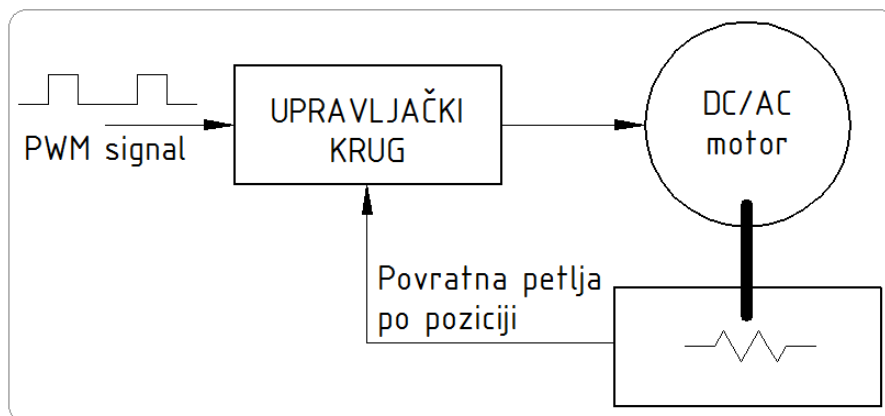 PWM signal
UPRAVLJAČKI
KRUG
DC/AC
motor
Povratna petlja
po poziciji